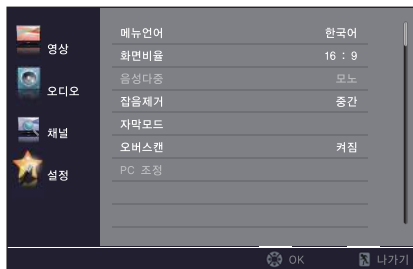 영상
오디오
채널
설정
메뉴언어 한국어
화면비율 16 : 9
음성다중 모노
잡음제거 중간
자막모드
오버스캔 켜짐
PC 조정
OK 나가기